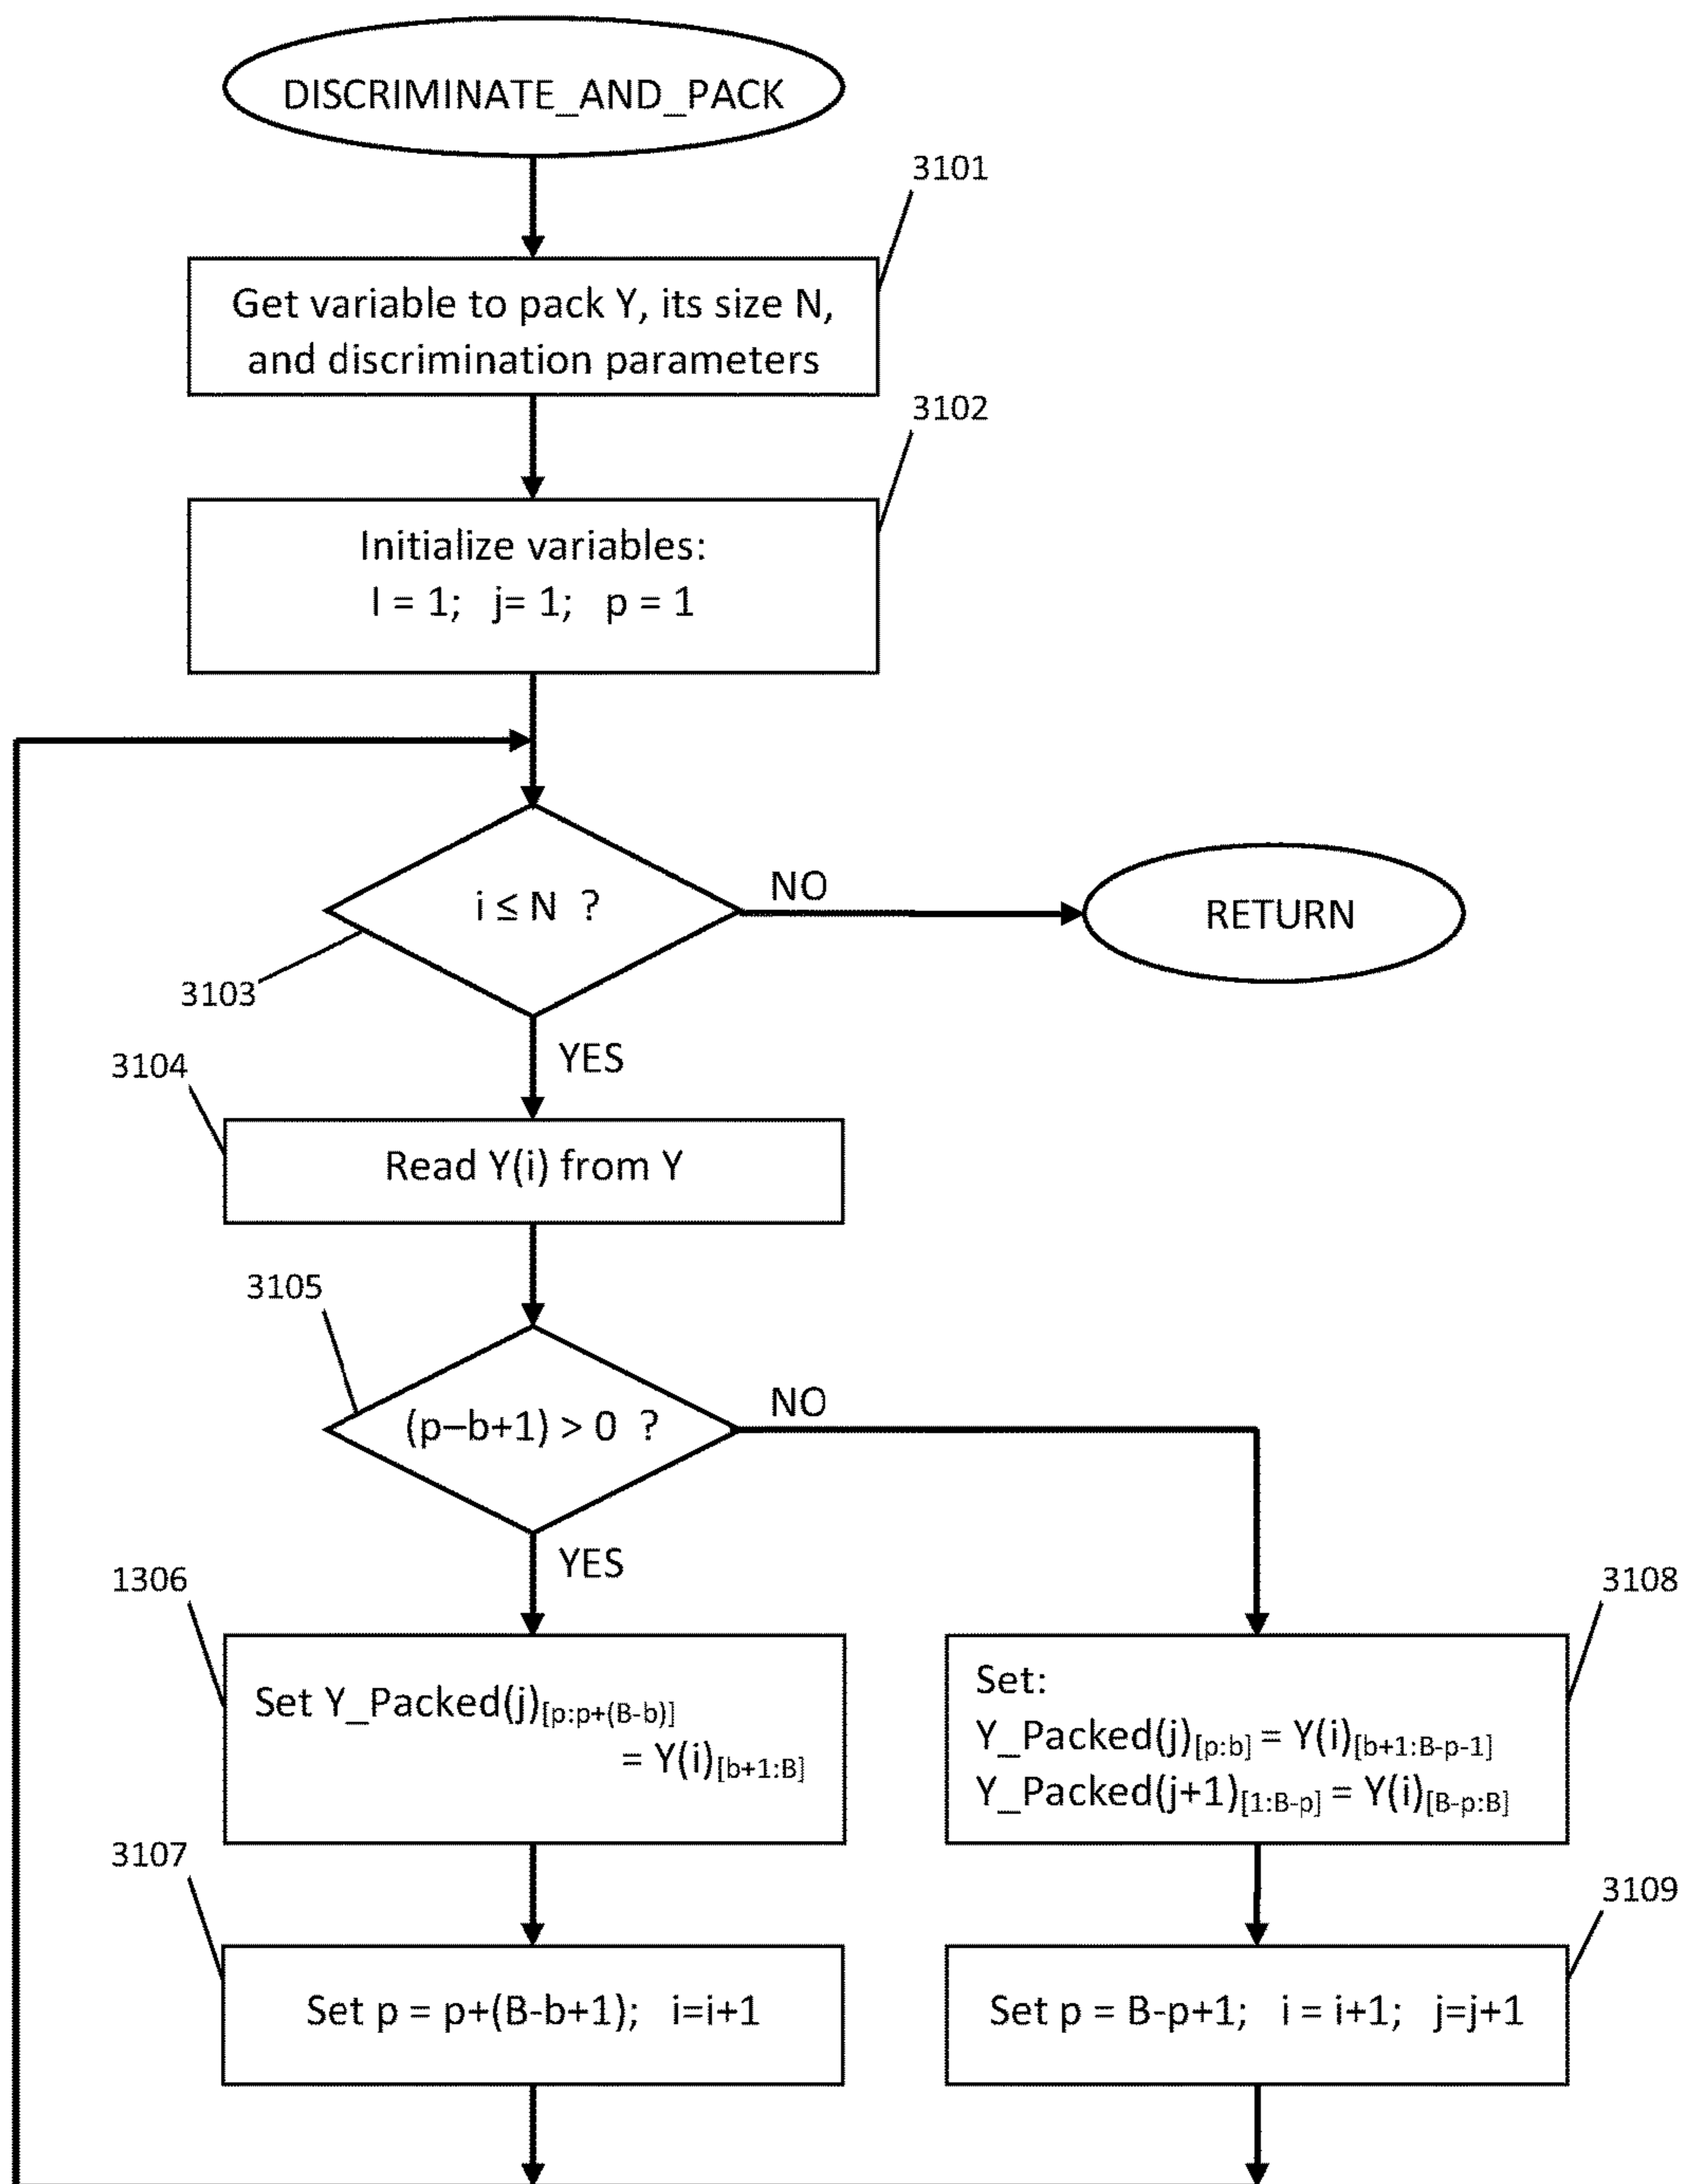 DISCRIMINATE_AND_PACK
3101
Get variable to pack Y, its size N,
and discrimination parameters
3102
Initialize variables:
I = 1; j= 1; p = 1
i ≤ N ?
NO
RETURN
3103
YES
3104
Read Y(i) from Y
3105
(p–b+1) > 0 ?
NO
YES
1306
Set Y_Packed(j)[p:p+(B-b)]
= Y(i)[b+1:B]
3108
Set:
Y_Packed(j)[p:b] = Y(i)[b+1:B-p-1]
Y_Packed(j+1)[1:B-p] = Y(i)[B-p:B]
3107
Set p = p+(B-b+1); i=i+1
3109
Set p = B-p+1; i = i+1; j=j+1